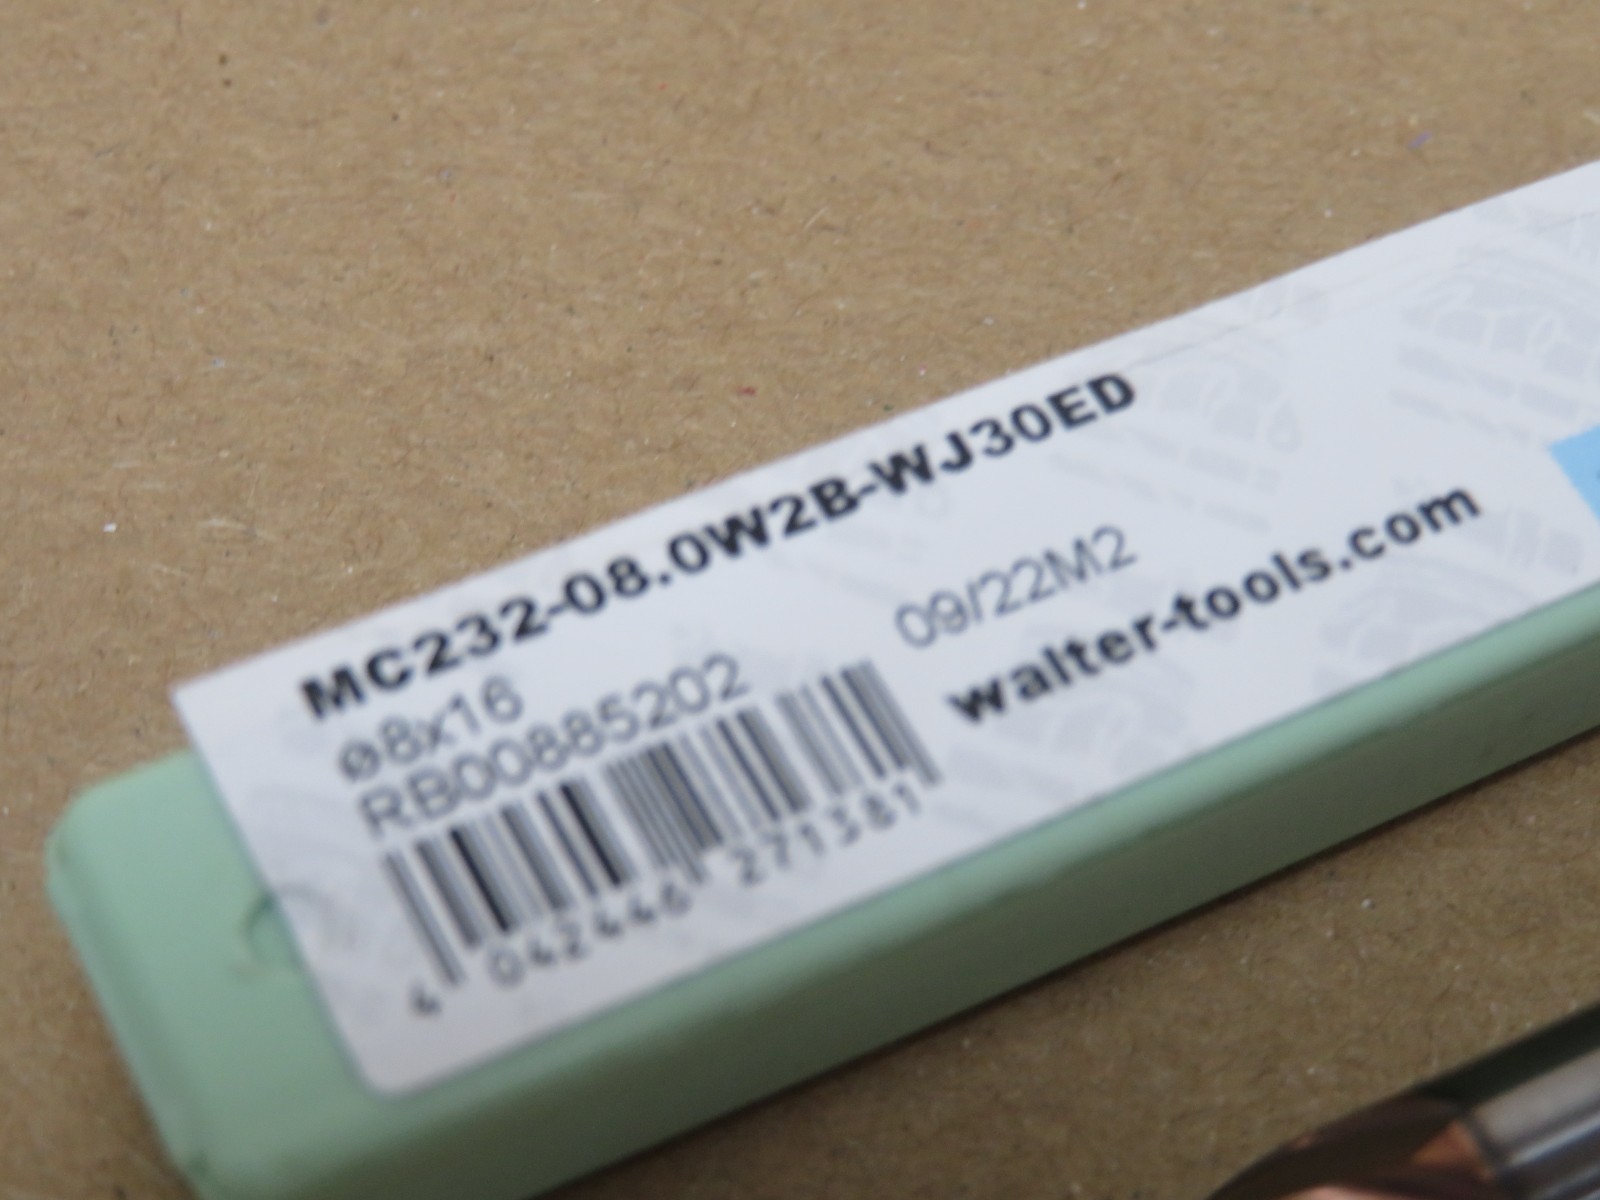 MC232-08.0W2B-WJ30ED
ø8x16
RB00885202
09/22M2
walter-tools.com
4 042446 271381